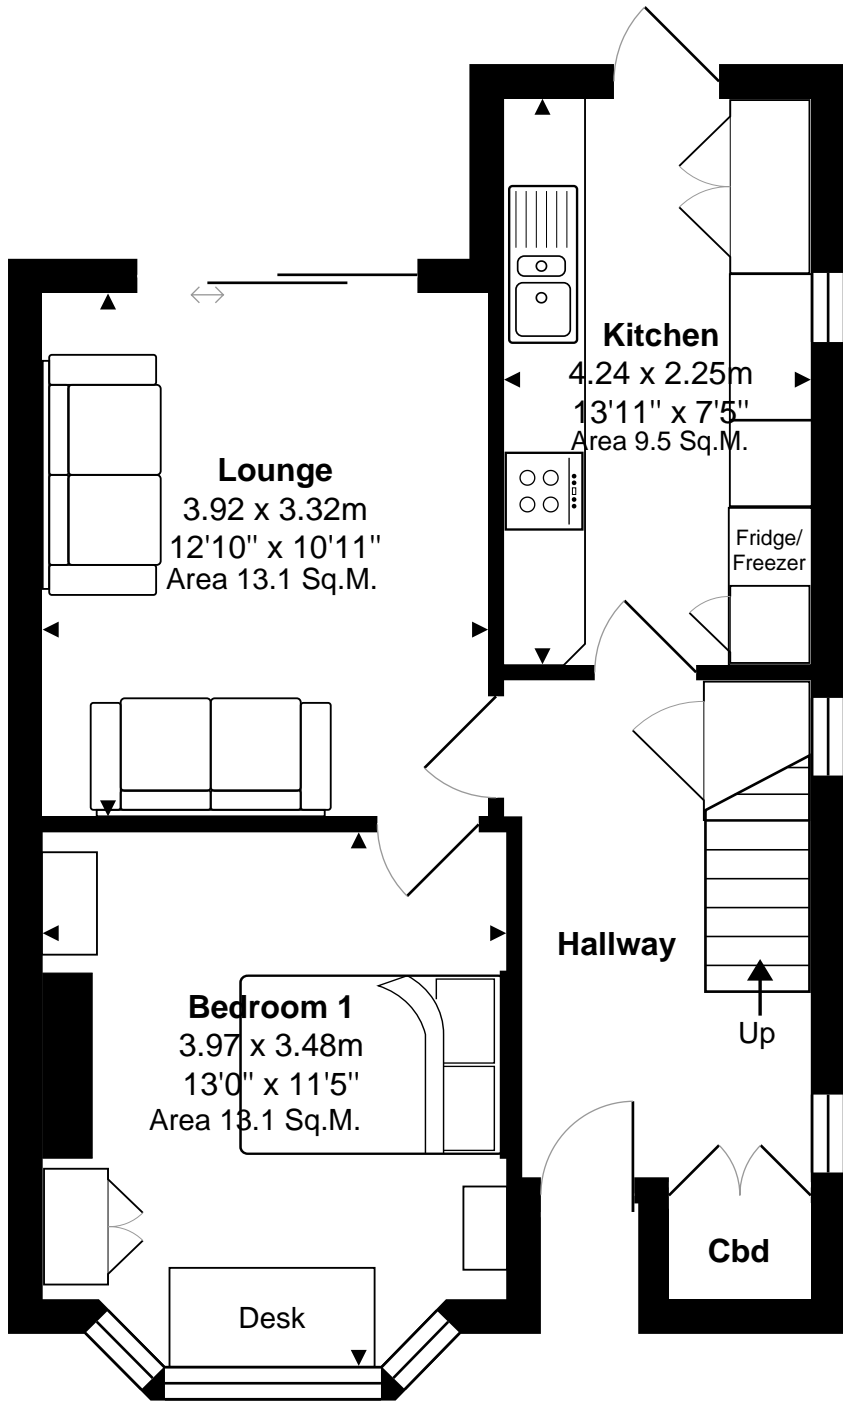 Kitchen
4.24 x 2.25m
13'11" x 7'5"
Area 9.5 Sq.M.
Lounge
3.92 x 3.32m
12'10" x 10'11"
Area 13.1 Sq.M.
Fridge/
Freezer
Hallway
Up
Bedroom 1
3.97 x 3.48m
13'0" x 11'5"
Area 13.1 Sq.M.
Cbd
Desk